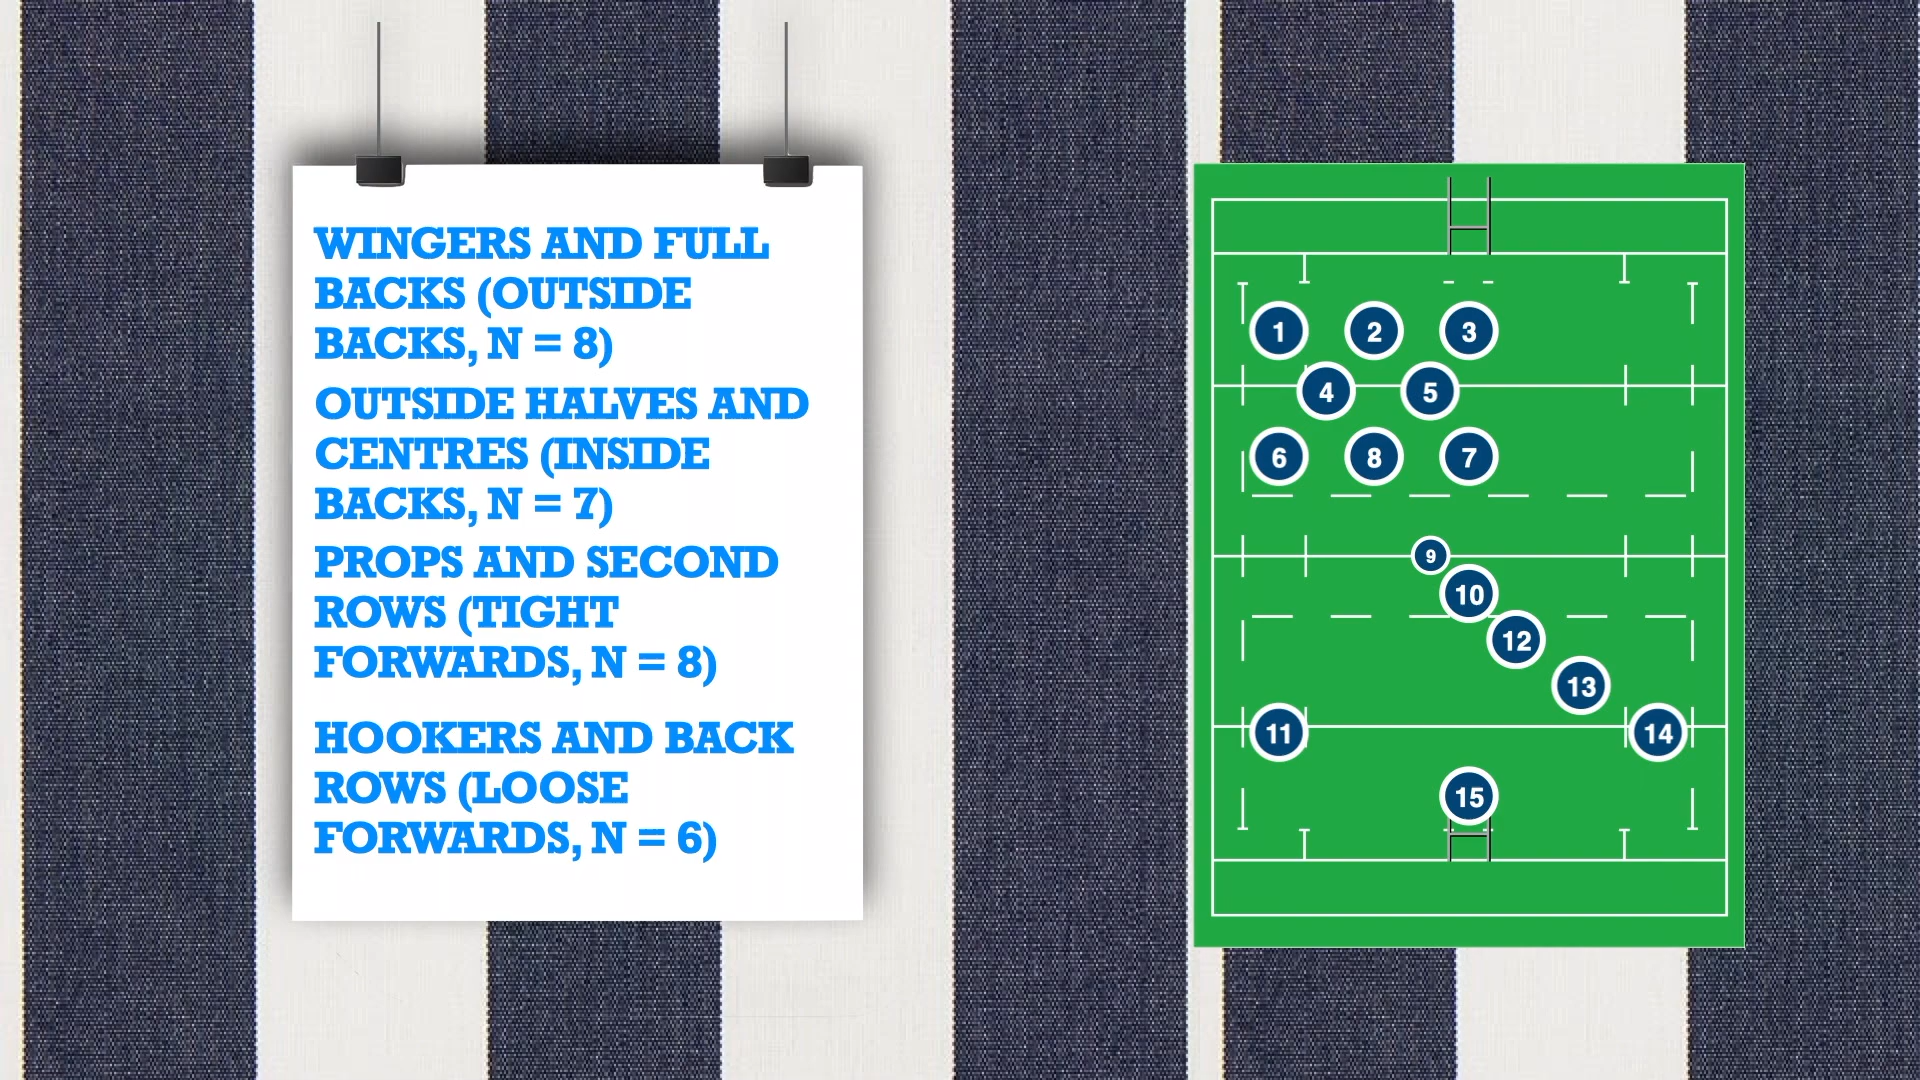 WINGERS AND FULL
BACKS (OUTSIDE
BACKS, N = 8)
OUTSIDE HALVES AND
CENTRES (INSIDE
BACKS, N = 7)
PROPS AND SECOND
ROWS (TIGHT
FORWARDS, N = 8)
HOOKERS AND BACK
ROWS (LOOSE
FORWARDS, N = 6)
1 2 3
4 5
6 8 7
9
10
12
13
11 14
15